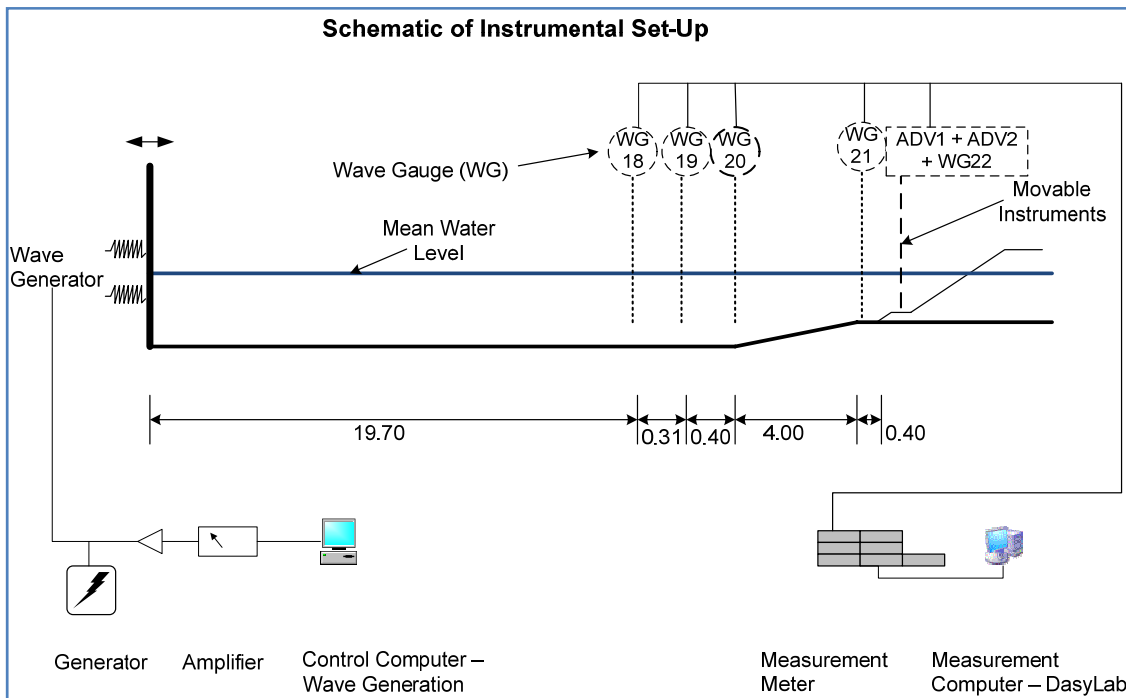 Schematic of Instrumental Set-Up
WG
18
WG
19
WG
20
WG
21
ADV1 + ADV2
+ WG22
Wave Gauge (WG)
Movable
Instruments
Mean Water
Level
Wave
Generator
19.70
0.31
0.40
4.00
0.40
Generator
Amplifier
Control Computer –
Wave Generation
Measurement
Meter
Measurement
Computer – DasyLab